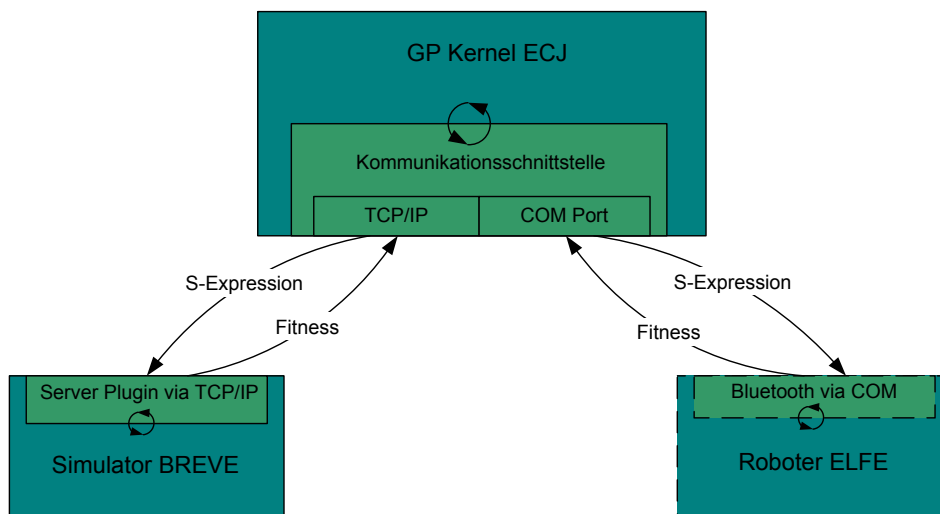 GP Kernel ECJ
Kommunikationsschnittstelle
TCP/IP
COM Port
S-Expression
Fitness
S-Expression
Fitness
Server Plugin via TCP/IP
Simulator BREVE
Bluetooth via COM
Roboter ELFE